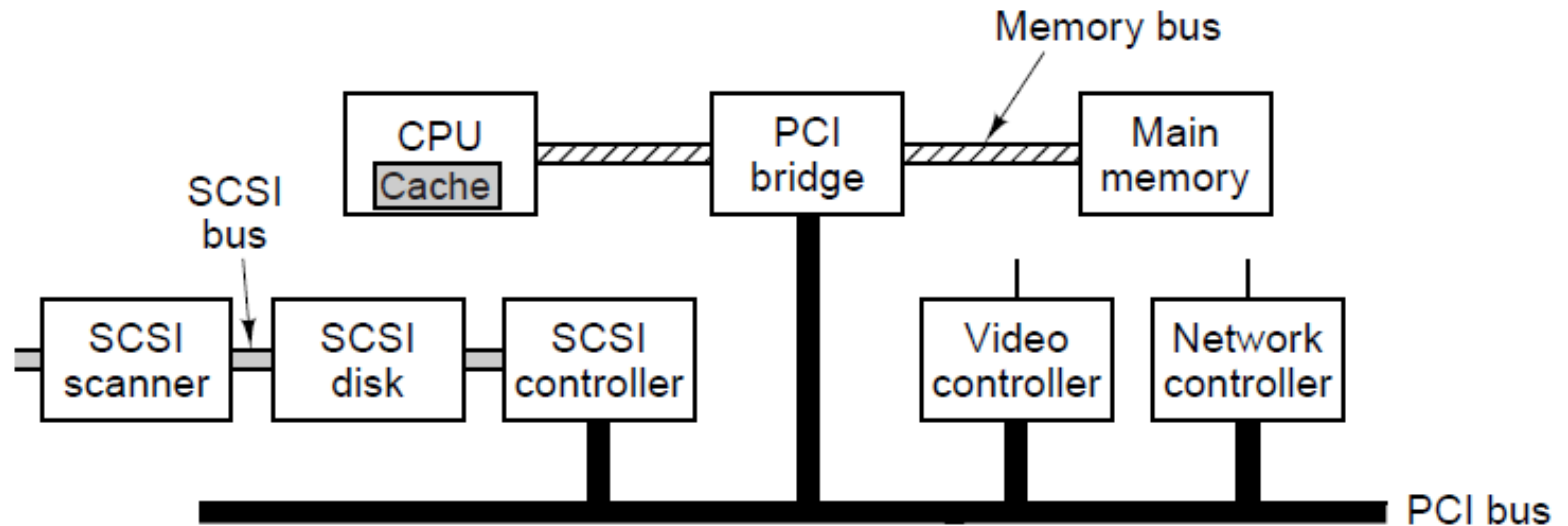 Memory bus
CPU
Cache
PCI
bridge
Main
memory
SCSI
bus
SCSI
scanner
SCSI
disk
SCSI
controller
Video
controller
Network
controller
PCI bus